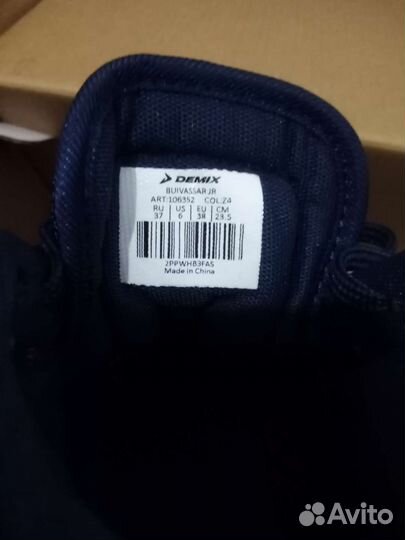 DEMIX
BUIVASSAR JR
ART:106352 COL:Z4
RU US EU CM
37 6 38 23.5
2PPWHB3FAS
Made in China
Avito